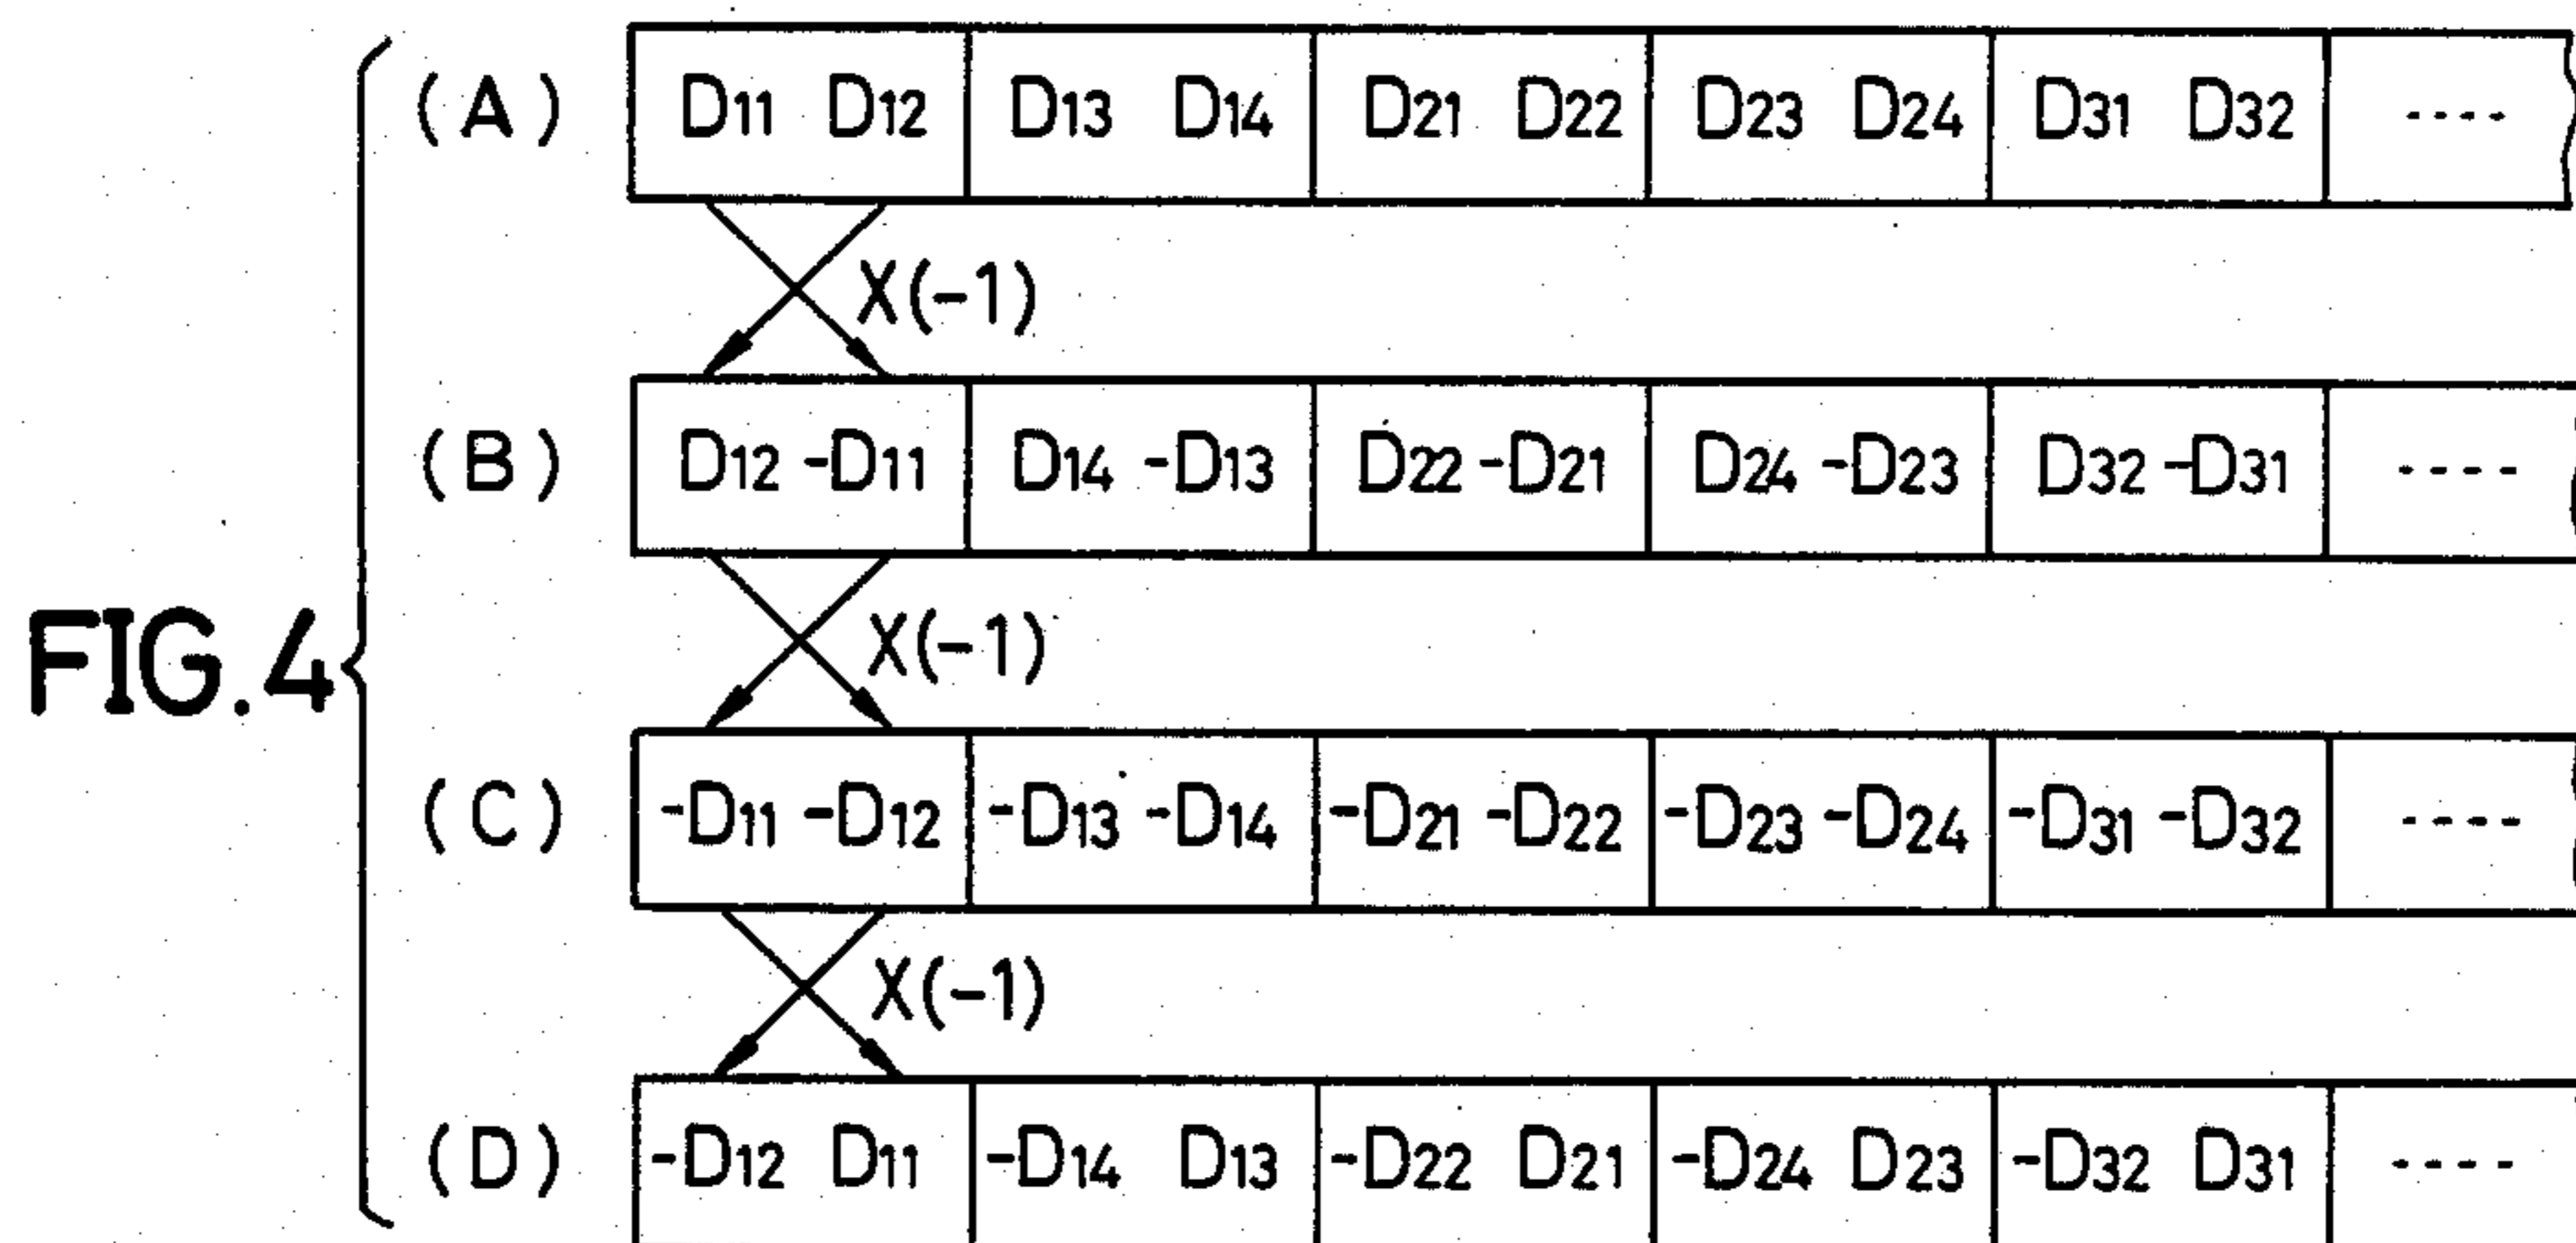 (A) D11 D12 D13 D14 D21 D22 D23 D24 D31 D32 ----
X(-1)
(B) D12 -D11 D14 -D13 D22 -D21 D24 -D23 D32 -D31 ----
X(-1)
FIG.4
(C) -D11 -D12 -D13 -D14 -D21 -D22 -D23 -D24 -D31 -D32 ----
X(-1)
(D) -D12 D11 -D14 D13 -D22 D21 -D24 D23 -D32 D31 ----